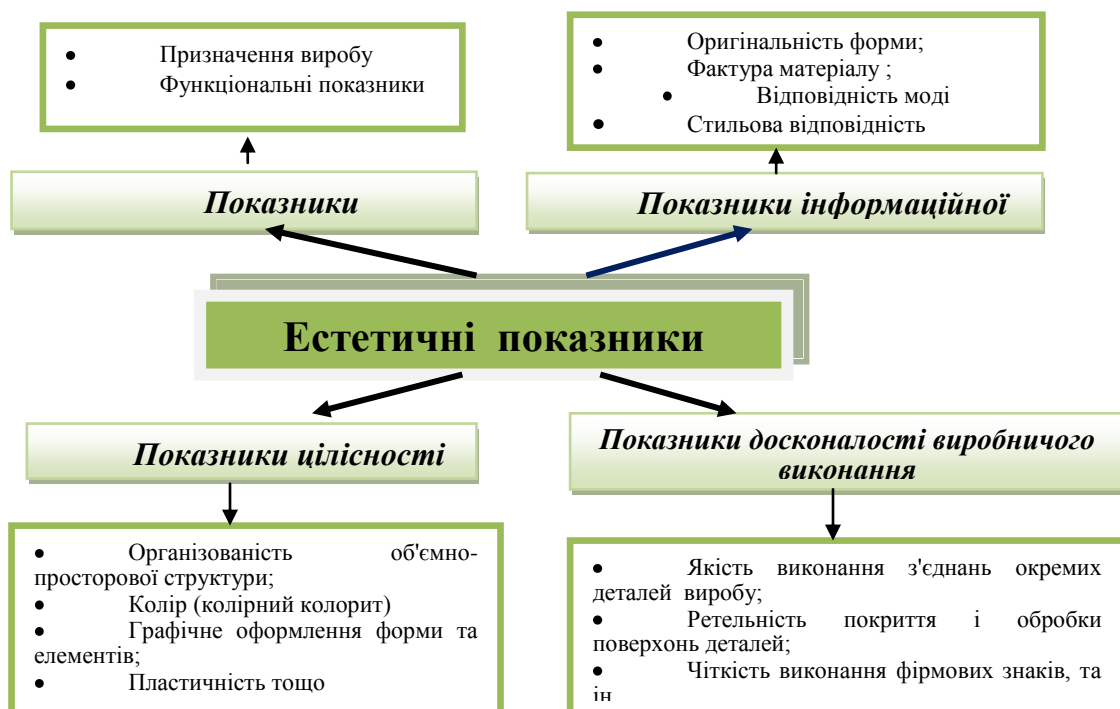 • Призначення виробу
• Функціональні показники
• Оригінальність форми;
• Фактура матеріалу ;
• Відповідність моді
• Стильова відповідність
Показники
Показники інформаційної
Естетичні показники
Показники цілісності
Показники досконалості виробничого
виконання
• Організованість об'ємно-
просторової структури;
• Колір (колірний колорит)
• Графічне оформлення форми та
елементів;
• Пластичність тощо
• Якість виконання з'єднань окремих
деталей виробу;
• Ретельність покриття і обробки
поверхонь деталей;
• Чіткість виконання фірмових знаків, та
ін